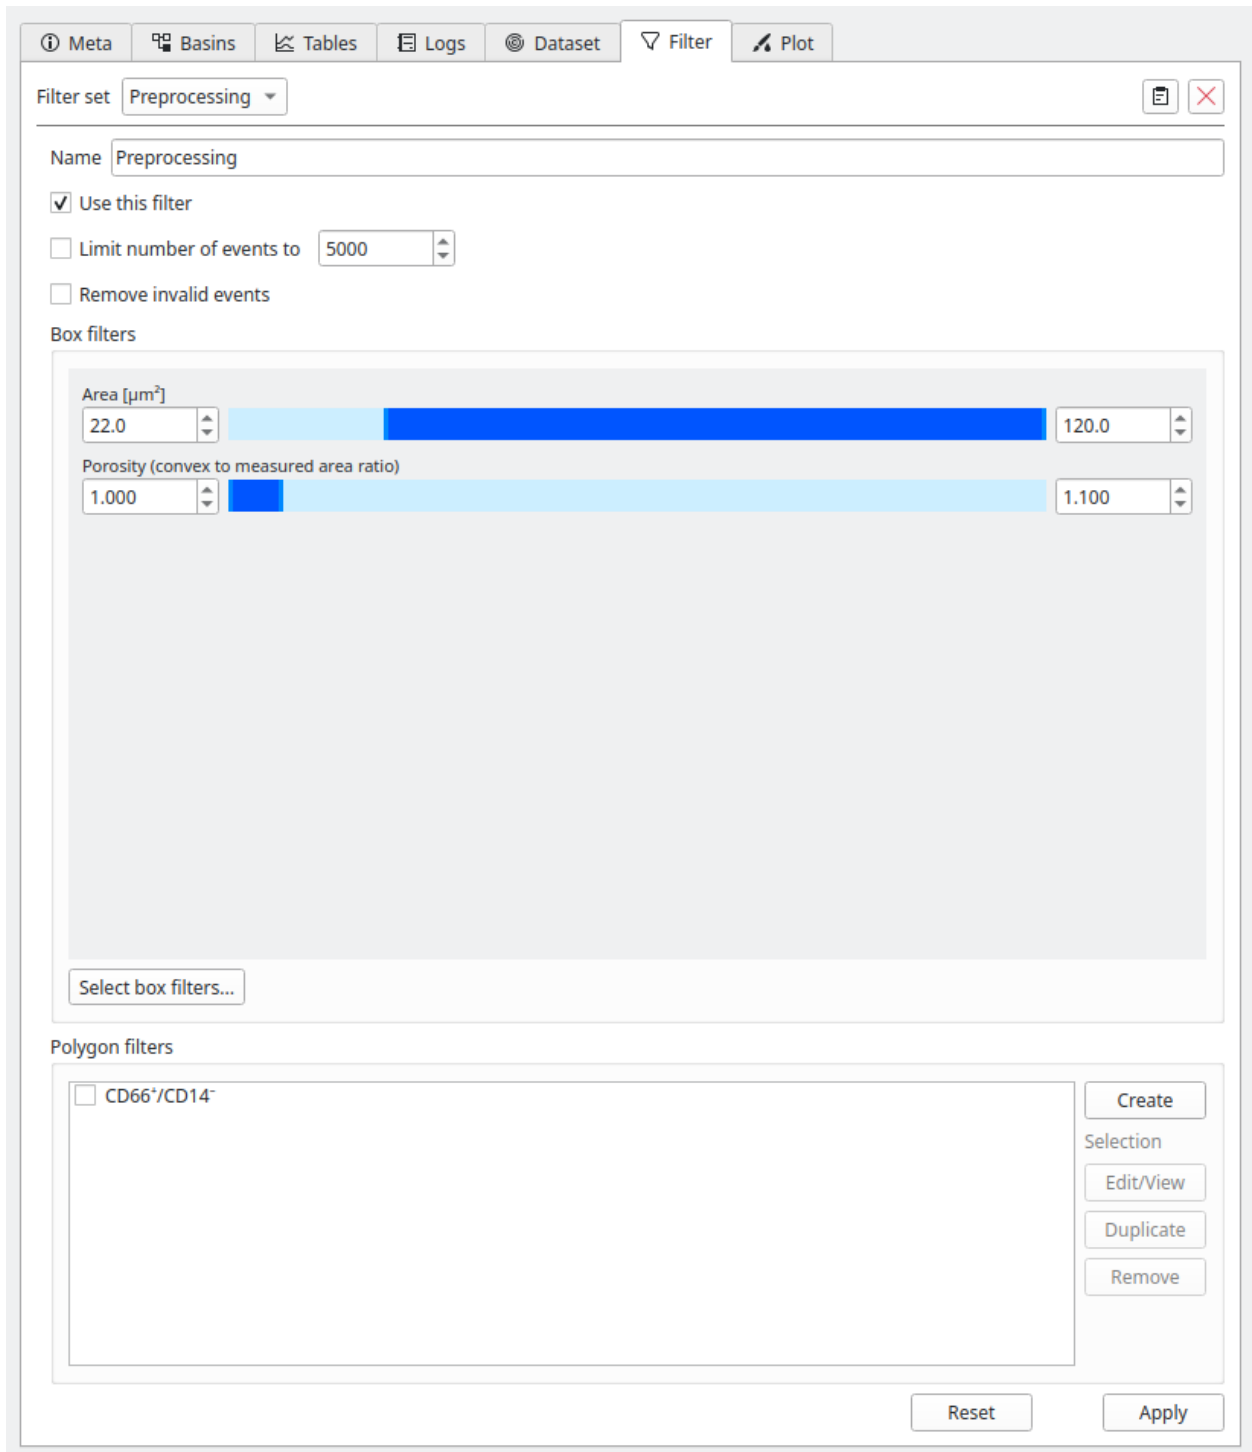 Meta Basins Tables Logs Dataset Filter Plot
Filter set Preprocessing
Name Preprocessing
Use this filter
Limit number of events to 5000
Remove invalid events
Box filters
Area [µm²]
22.0 120.0
Porosity (convex to measured area ratio)
1.000 1.100
Select box filters...
Polygon filters
CD66⁺/CD14⁻
Create
Selection
Edit/View
Duplicate
Remove
Reset Apply